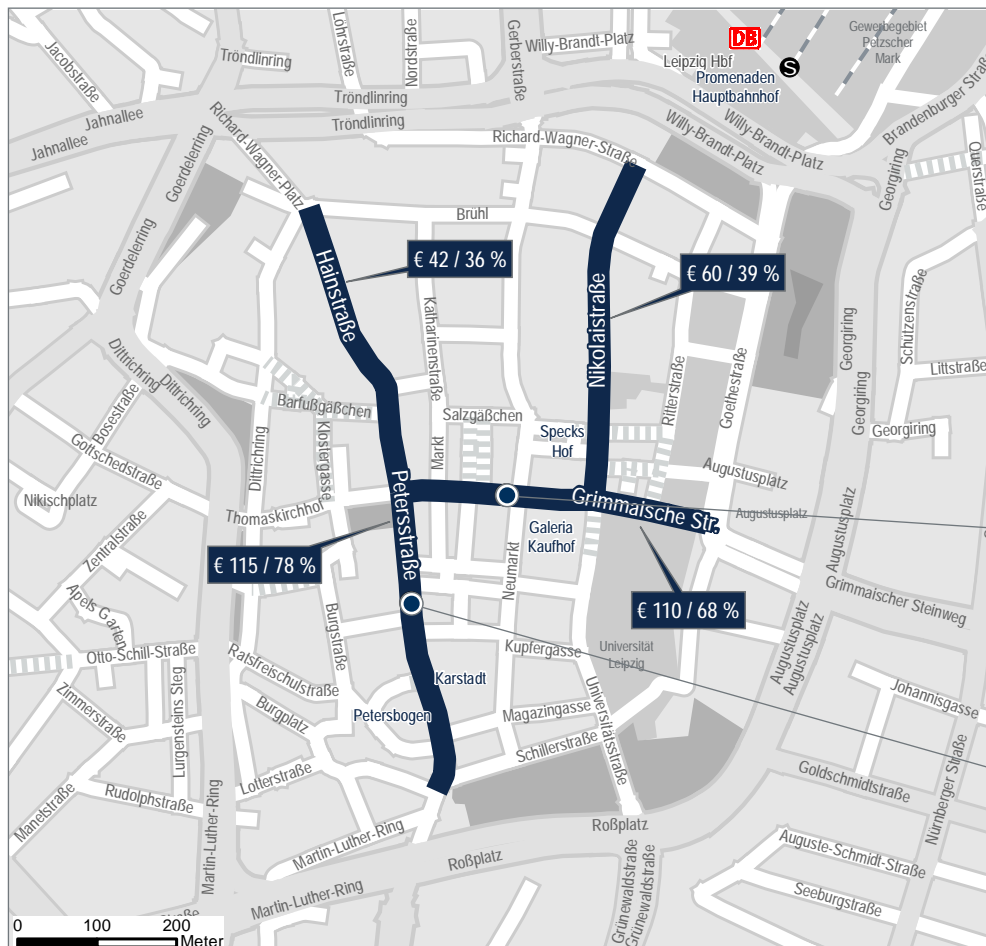 Jacobstraße
Löhrstraße
Nordstraße
Gerberstraße
Willy-Brandt-Platz
DB
Leipzig Hbf
S
Promenaden
Hauptbahnhof
Gewerbegebiet
Petzscher
Mark
Tröndlinring
Tröndlinring
Tröndlinring
Jahnallee
Jahnallee
Goerdelerring
Richard-Wagner-Platz
Richard-Wagner-Straße
Willy-Brandt-Platz
Willy-Brandt-Platz
Brandenburger Straß
Georgiring
Querstraße
Goerdelerring
Brühl
Hainstraße
€ 42 / 36 %
€ 60 / 39 %
Nikolaistraße
Katharinenstraße
Ritterstraße
Goethestraße
Georgiring
Schützenstraße
Littstraße
Georgiring
Georgiring
Dittrichring
Dittrichring
Bosestraße
Gottschedstraße
Barfußgäßchen
Klostergasse
Dittrichring
Markt
Salzgäßchen
Specks
Hof
Augustusplatz
Augustusplatz
Nikischplatz
Zentralstraße
Thomaskirchhof
Petersstraße
Grimmaische Str.
Galeria
Kaufhof
Neumarkt
Augustusplatz
€ 115 / 78 %
€ 110 / 68 %
Grimmaischer Steinweg
Apels Garten
Otto-Schill-Straße
Burgstraße
Ratsfreischulstraße
Kupfergasse
Universität
Leipzig
Augustusplatz
Augustusplatz
Johannisgasse
Zimmerstraße
Lurgensteins Steg
Burgplatz
Karstadt
Petersbogen
Magazingasse
Universitätsstraße
Schillerstraße
Goldschmidtstraße
Nürnberger Straße
Manetstraße
Rudolphstraße
Lotterstraße
Martin-Luther-Ring
Martin-Luther-Ring
Martin-Luther-Ring
Roßplatz
Roßplatz
Grünewaldstraße
Grünewaldstraße
Auguste-Schmidt-Straße
Seeburgstraße
0 100 200
Meter